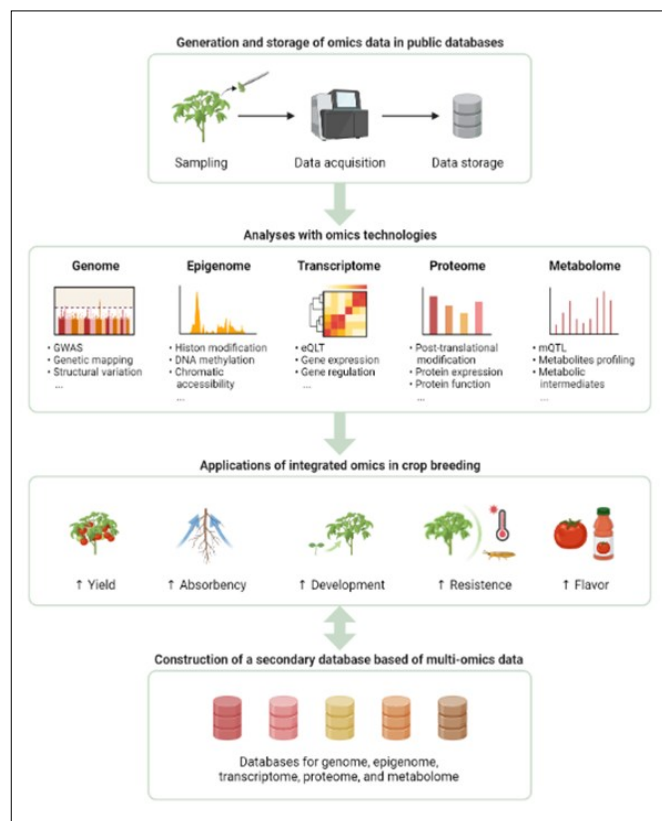 Generation and storage of omics data in public databases
Sampling
Data acquisition
Data storage
Analyses with omics technologies
Genome
• GWAS
• Genetic mapping
• Structural variation
...
Epigenome
• Histon modification
• DNA methylation
• Chromatic
accessibility
...
Transcriptome
• eQLT
• Gene expression
• Gene regulation
...
Proteome
• Post-translational
modification
• Protein expression
• Protein function
...
Metabolome
• mQTL
• Metabolites profiling
• Metabolic
intermediates
...
Applications of integrated omics in crop breeding
↑ Yield
↑ Absorbency
↑ Development
↑ Resistence
↑ Flavor
Construction of a secondary database based of multi-omics data
Databases for genome, epigenome,
transcriptome, proteome, and metabolome